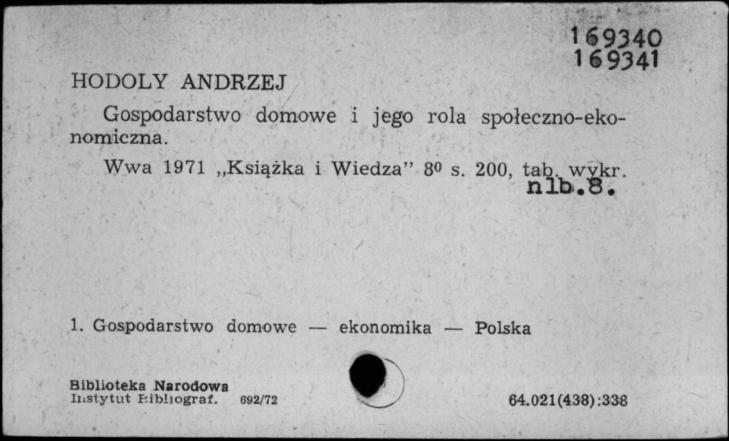 169340
169341
HODOLY ANDRZEJ
Gospodarstwo domowe i jego rola społeczno-eko-
nomiczna.
Wwa 1971 „Książka i Wiedza” 8⁰ s. 200, tab. wykr.
nlb.8.
1. Gospodarstwo domowe — ekonomika — Polska
Biblioteka Narodowa
Instytut Bibliograf. 692/72
64.021(438):338